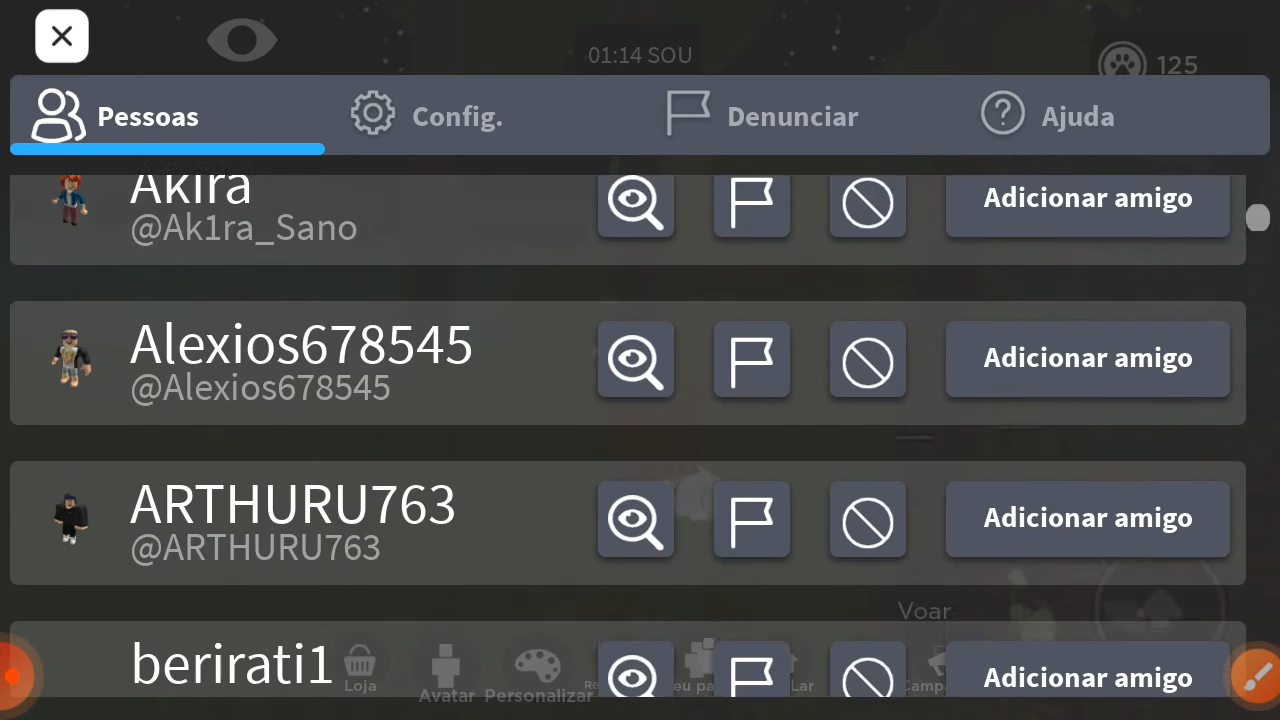 01:14 SOU
125
Pessoas
Config.
Denunciar
Ajuda
Akira
@Ak1ra_Sano
Adicionar amigo
Alexios678545
@Alexios678545
Adicionar amigo
ARTHURU763
@ARTHURU763
Adicionar amigo
Voar
berirati1
Adicionar amigo
Loja
Avatar
Personalizar
Lar